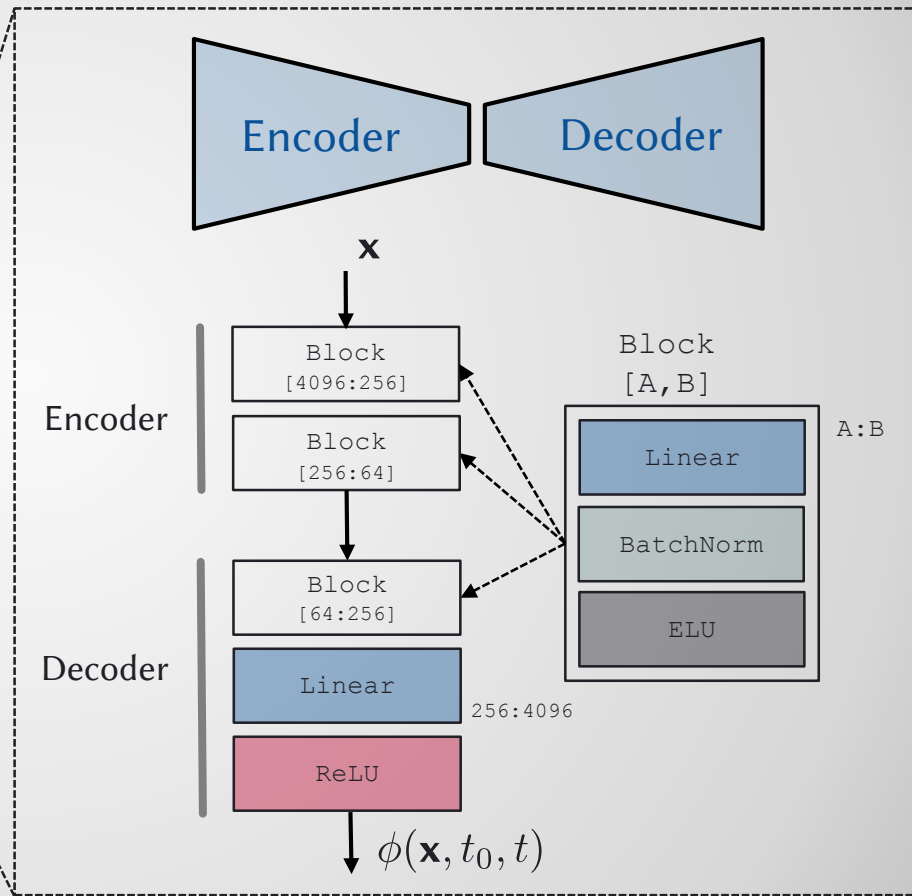 Encoder
Decoder
x
Block
[4096:256]
Encoder
Block
[256:64]
Block
[64:256]
Decoder
Linear
256:4096
ReLU
ϕ(x, t₀, t)
Block
[A,B]
A:B
Linear
BatchNorm
ELU